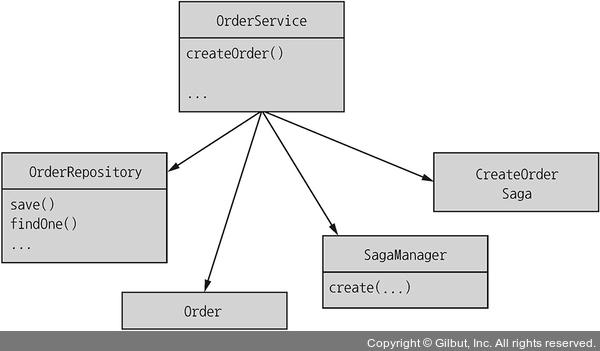 OrderService
createOrder()
...
OrderRepository
save()
findOne()
...
CreateOrder
Saga
SagaManager
create(...)
Order
Copyright © Gilbut, Inc. All rights reserved.